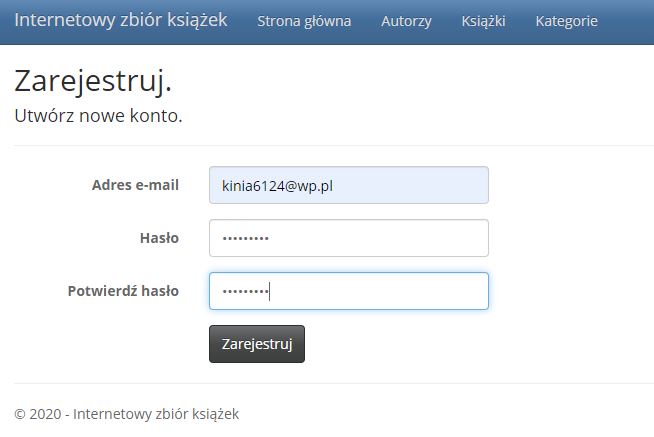 Internetowy zbiór książek Strona główna Autorzy Książki Kategorie
Zarejestruj.
Utwórz nowe konto.
Adres e-mail kinia6124@wp.pl
Hasło •••••••••
Potwierdź hasło •••••••••
Zarejestruj
© 2020 - Internetowy zbiór książek